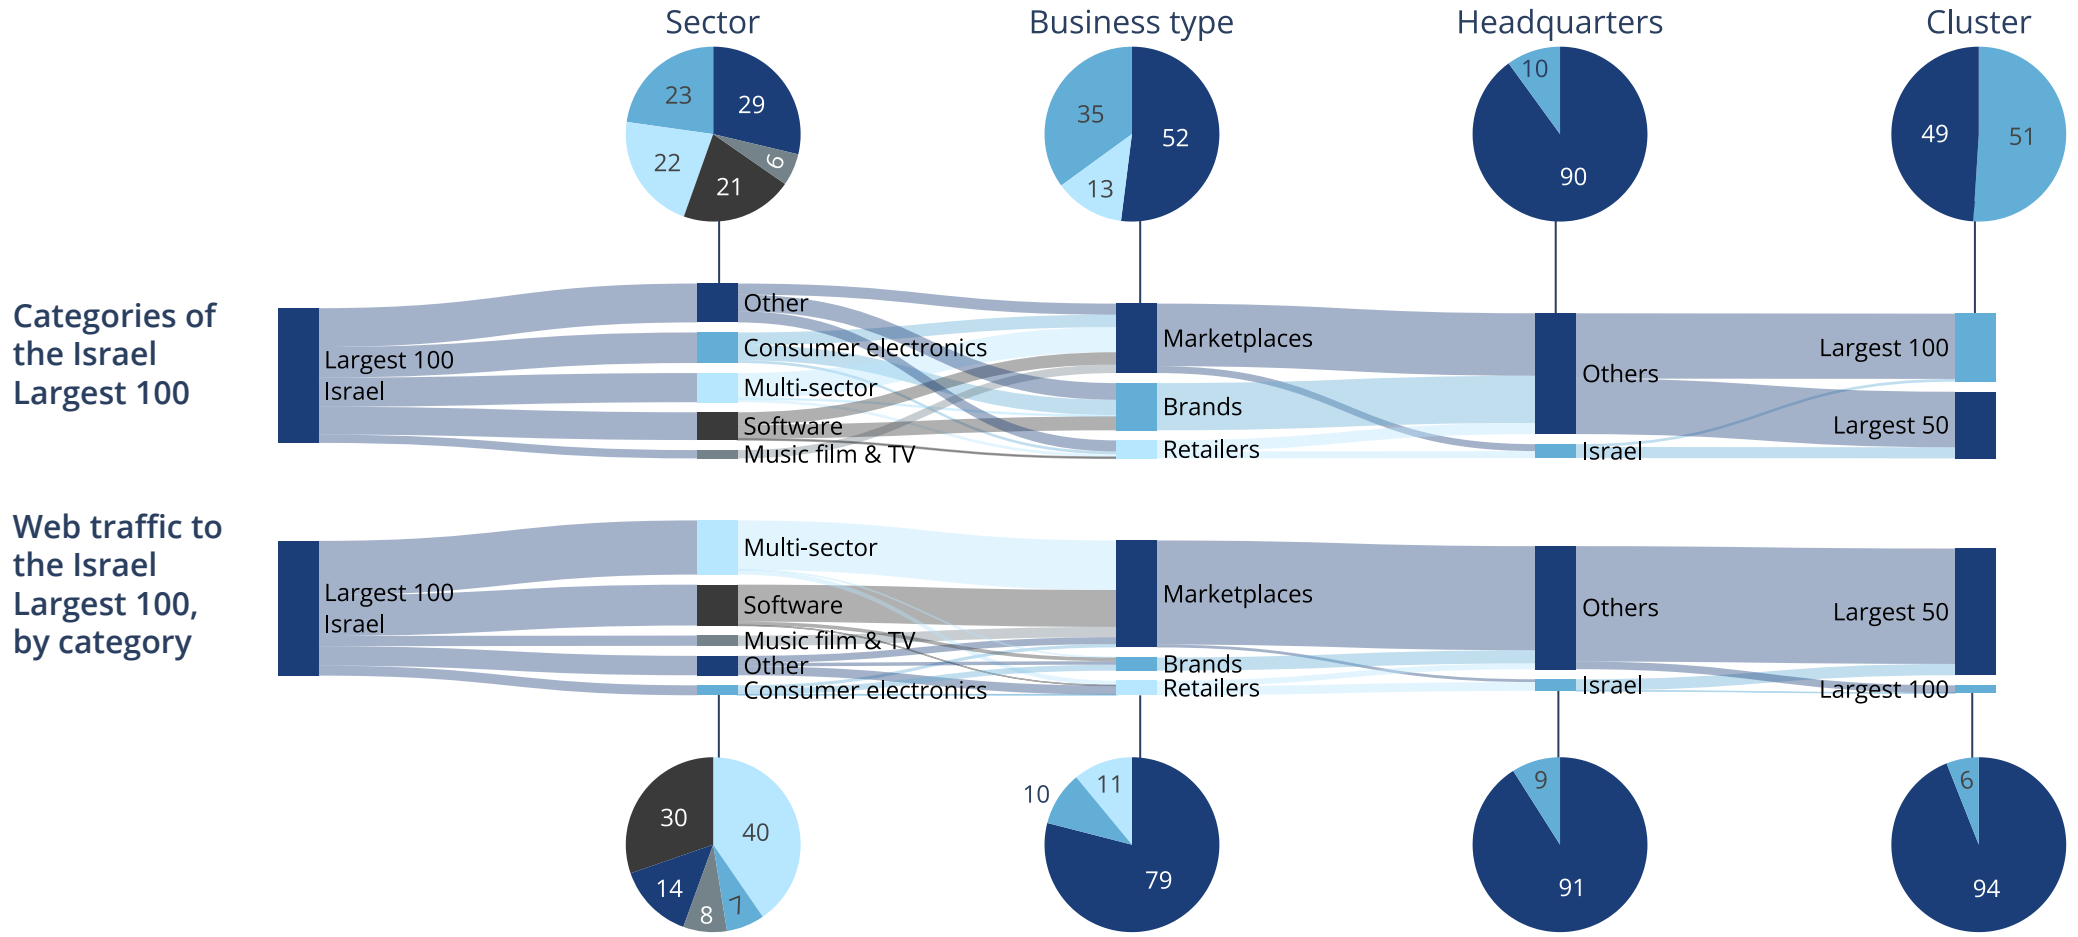 Sector
Business type
Headquarters
Cluster
23
29
22
21
6
35
52
13
10
90
49
51
Categories of
the Israel
Largest 100
Largest 100
Israel
Other
Consumer electronics
Multi-sector
Software
Music film & TV
Marketplaces
Brands
Retailers
Others
Israel
Largest 100
Largest 50
Web traffic to
the Israel
Largest 100,
by category
Largest 100
Israel
Multi-sector
Software
Music film & TV
Other
Consumer electronics
Marketplaces
Brands
Retailers
Others
Israel
Largest 50
Largest 100
30
40
14
8
7
10
11
79
9
91
6
94